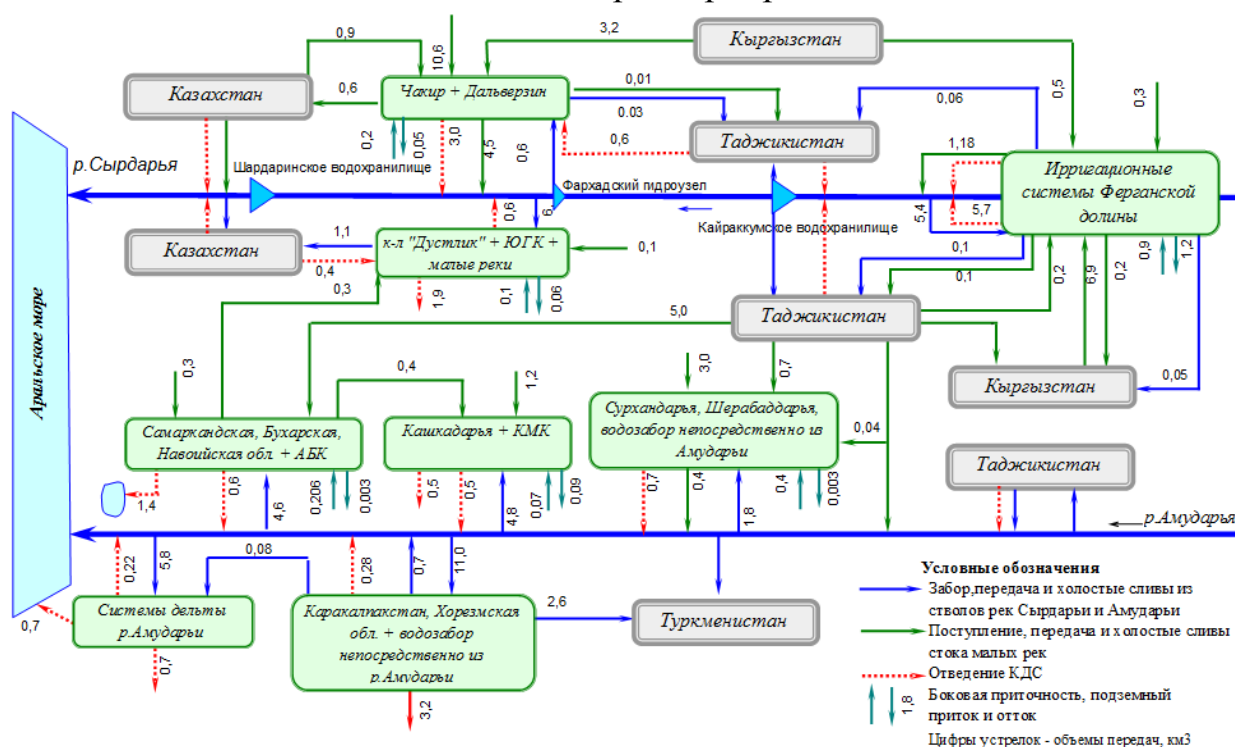 0,9
10,6
3,2
Кыргызстан
Казахстан
0,6
Чакир + Дальверзин
0,01
0.03
0,06
0,5
0,3
0,2
0,05
3,0
4,5
0,6
0,6
Таджикистан
1,18
Ирригационные
системы Ферганской
долины
р.Сырдарья
Шардаринское водохранилище
Фархадский гидроузел
5,4
5,7
Кайраккумское водохранилище
Казахстан
1,1
0,4
0,6
6,
к-л "Дустлик" + ЮГК +
малые реки
0,1
0,1
0,1
0,2
6,9
0,2
0,9
1,2
0,3
1,9
0,1
0,06
5,0
Таджикистан
Аральское море
0,3
0,4
1,2
3,0
0,7
Кыргызстан
0,05
Самаркандская, Бухарская,
Навоийская обл. + АБК
Кашкадарья + КМК
Сурхандарья, Шерабаддарья,
водозабор непосредственно из
Амударьи
0,04
Таджикистан
1,4
0,6
4,6
0,206
0,003
0,5
0,5
4,8
0,07
0,09
0,7
0,4
1,8
0,4
0,003
р.Амударья
0,22
5,8
0,08
0,28
0,7
11,0
Системы дельты
р.Амударьи
0,7
0,7
Каракалпакстан, Хорезмская
обл. + водозабор
непосредственно из
р.Амударьи
2,6
Туркменистан
3,2
Условные обозначения
Забор,передача и холостые сливы из
стволов рек Сырдарьи и Амударьи
Поступление, передача и холостые сливы
стока малых рек
Отведение КДС
1,8
Боковая приточность, подземный
приток и отток
Цифры устрелок - объемы передач, км3